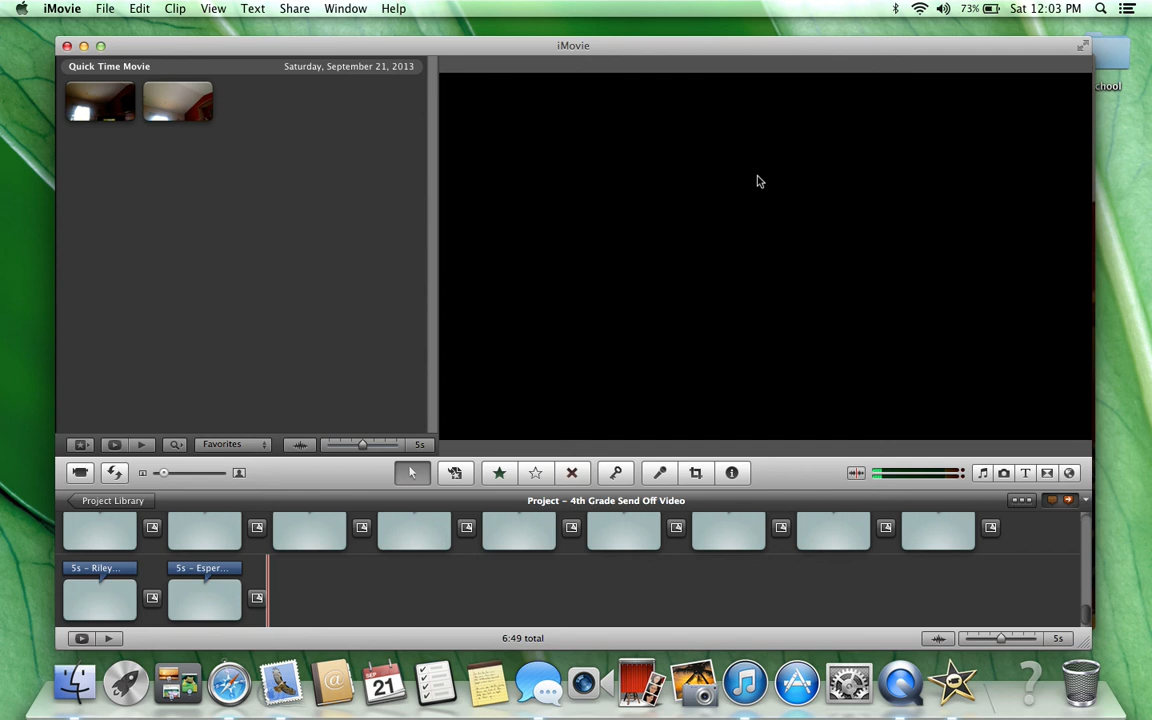 iMovie File Edit Clip View Text Share Window Help 73% Sat 12:03 PM
iMovie
Quick Time Movie Saturday, September 21, 2013
chool
Favorites 5s
Project Library Project – 4th Grade Send Off Video
5s – Riley... 5s – Esper...
6:49 total 5s
SEP
21